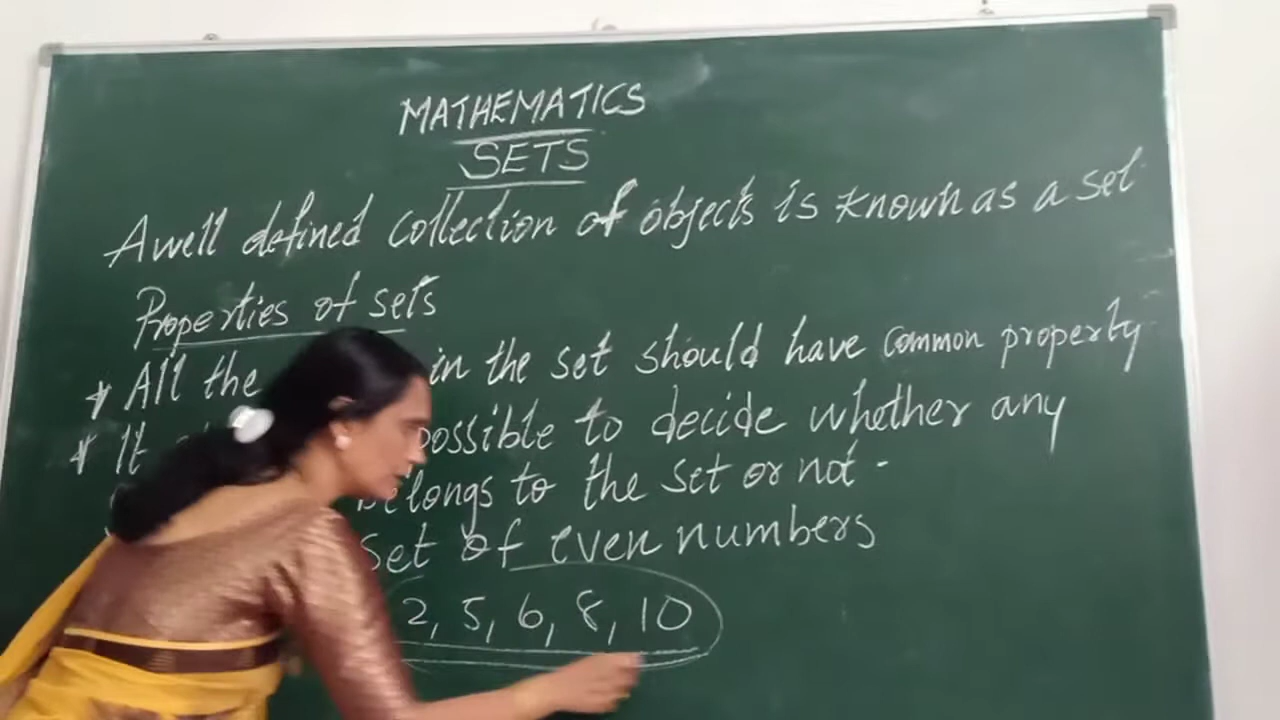 MATHEMATICS
SETS
A well defined collection of objects is known as a set
Properties of sets
* All the in the set should have common property
* It possible to decide whether any
belongs to the set or not.
set of even numbers
2, 5, 6, 8, 10